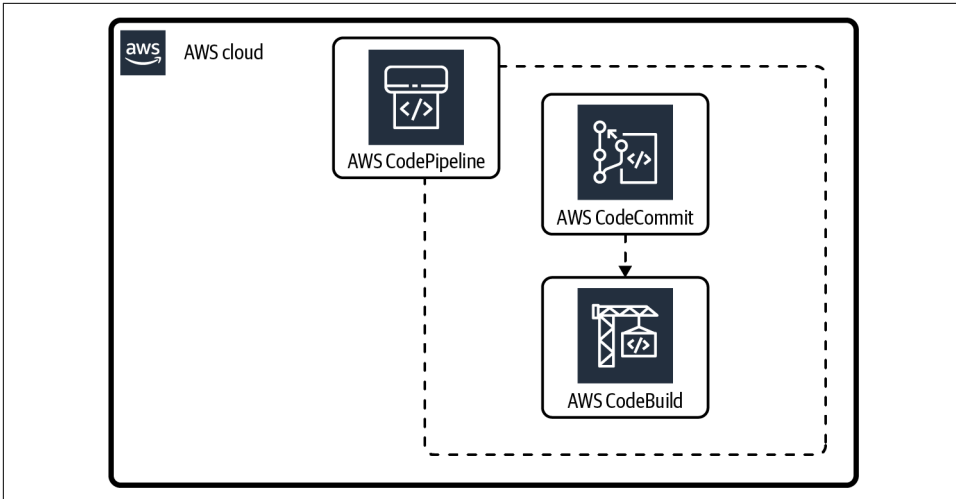 aws
AWS cloud
</>
AWS CodePipeline
</>
AWS CodeCommit
</>
AWS CodeBuild